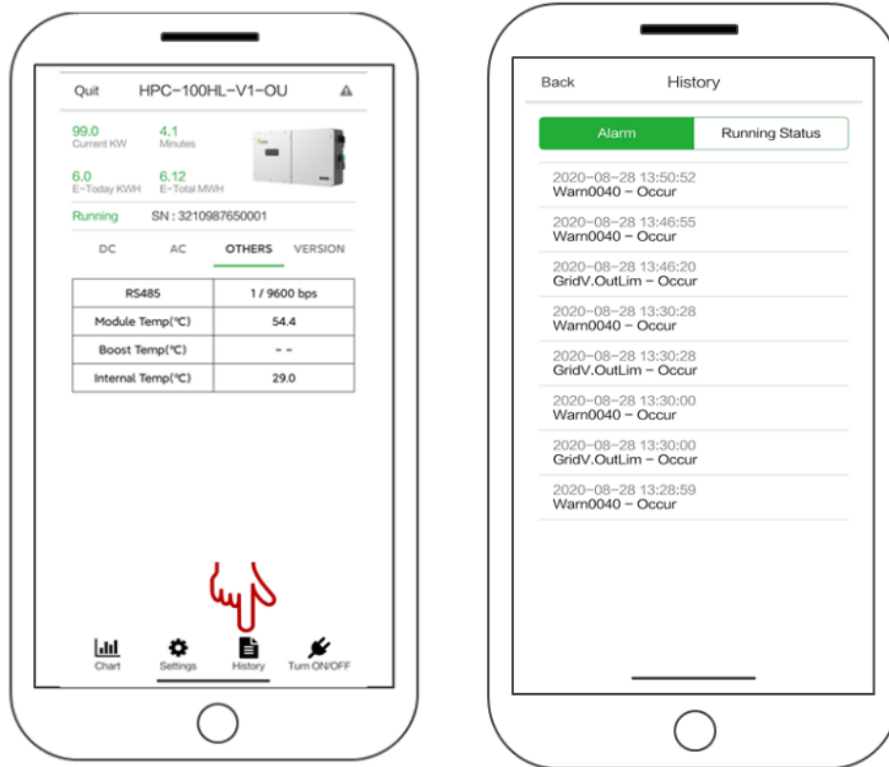 Quit HPC-100HL-V1-OU
99.0 4.1
Current KW Minutes
6.0 6.12
E-Today KWH E-Total MWH
Running SN : 3210987650001
DC AC OTHERS VERSION
RS485 1 / 9600 bps
Module Temp(℃) 54.4
Boost Temp(℃) - -
Internal Temp(℃) 29.0
Chart Settings History Turn ON/OFF
Back History
Alarm Running Status
2020-08-28 13:50:52
Warn0040 - Occur
2020-08-28 13:46:55
Warn0040 - Occur
2020-08-28 13:46:20
GridV.OutLim - Occur
2020-08-28 13:30:28
Warn0040 - Occur
2020-08-28 13:30:28
GridV.OutLim - Occur
2020-08-28 13:30:00
Warn0040 - Occur
2020-08-28 13:30:00
GridV.OutLim - Occur
2020-08-28 13:28:59
Warn0040 - Occur